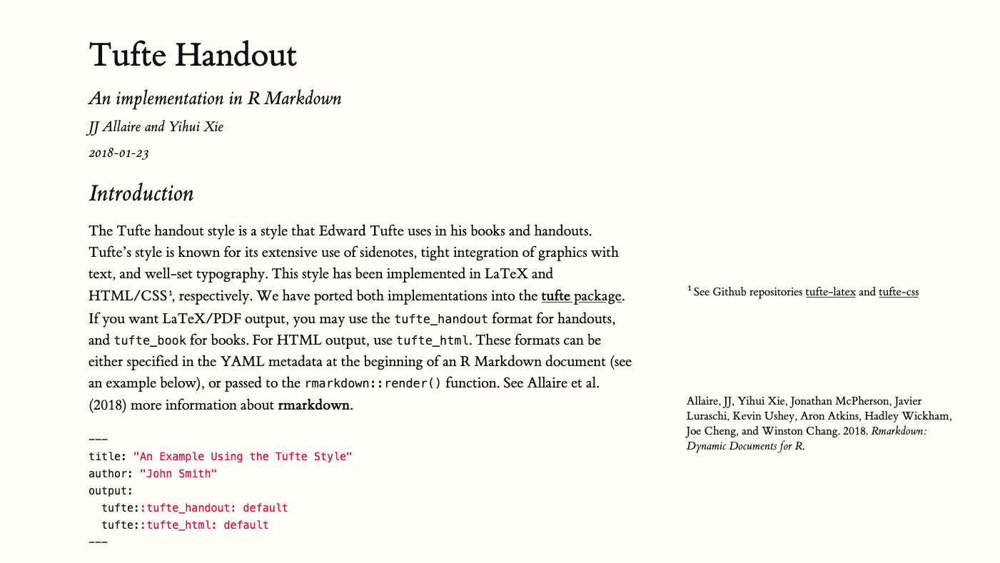 Tufte Handout
An implementation in R Markdown
JJ Allaire and Yihui Xie
2018-01-23
Introduction
The Tufte handout style is a style that Edward Tufte uses in his books and handouts.
Tufte’s style is known for its extensive use of sidenotes, tight integration of graphics with
text, and well-set typography. This style has been implemented in LaTeX and
HTML/CSS¹, respectively. We have ported both implementations into the tufte package.
If you want LaTeX/PDF output, you may use the tufte_handout format for handouts,
and tufte_book for books. For HTML output, use tufte_html. These formats can be
either specified in the YAML metadata at the beginning of an R Markdown document (see
an example below), or passed to the rmarkdown::render() function. See Allaire et al.
(2018) more information about rmarkdown.
¹ See Github repositories tufte-latex and tufte-css
Allaire, JJ, Yihui Xie, Jonathan McPherson, Javier
Luraschi, Kevin Ushey, Aron Atkins, Hadley Wickham,
Joe Cheng, and Winston Chang. 2018. Rmarkdown:
Dynamic Documents for R.
---
title: "An Example Using the Tufte Style"
author: "John Smith"
output:
  tufte::tufte_handout: default
  tufte::tufte_html: default
---